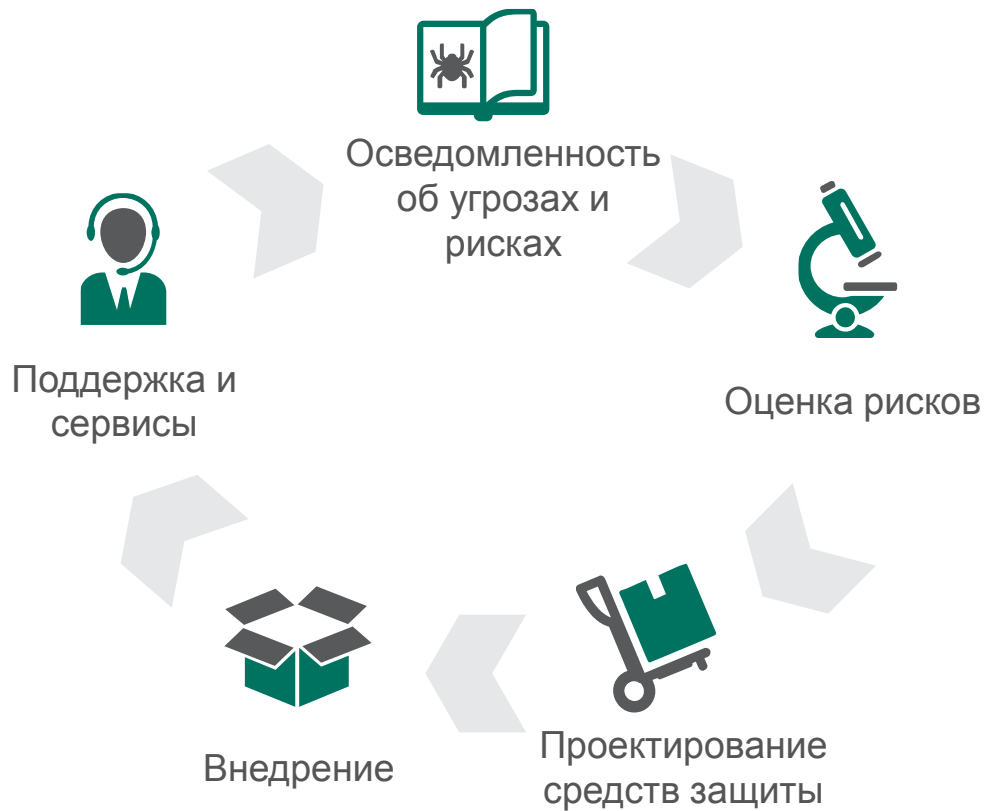 Осведомленность
об угрозах и
рисках
Поддержка и
сервисы
Оценка рисков
Внедрение
Проектирование
средств защиты